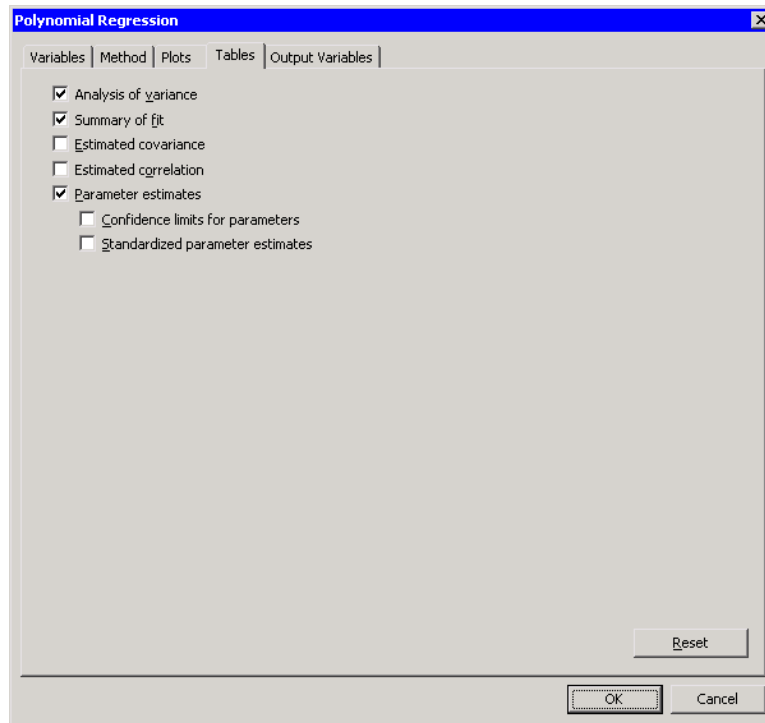 Polynomial Regression
Variables Method Plots Tables Output Variables
Analysis of variance
Summary of fit
Estimated covariance
Estimated correlation
Parameter estimates
Confidence limits for parameters
Standardized parameter estimates
Reset
OK Cancel